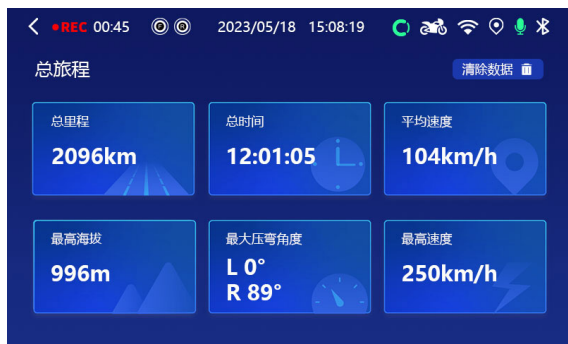 REC 00:45 F R 2023/05/18 15:08:19
总旅程
清除数据
总里程
2096km
总时间
12:01:05
平均速度
104km/h
最高海拔
996m
最大压弯角度
L 0°
R 89°
最高速度
250km/h